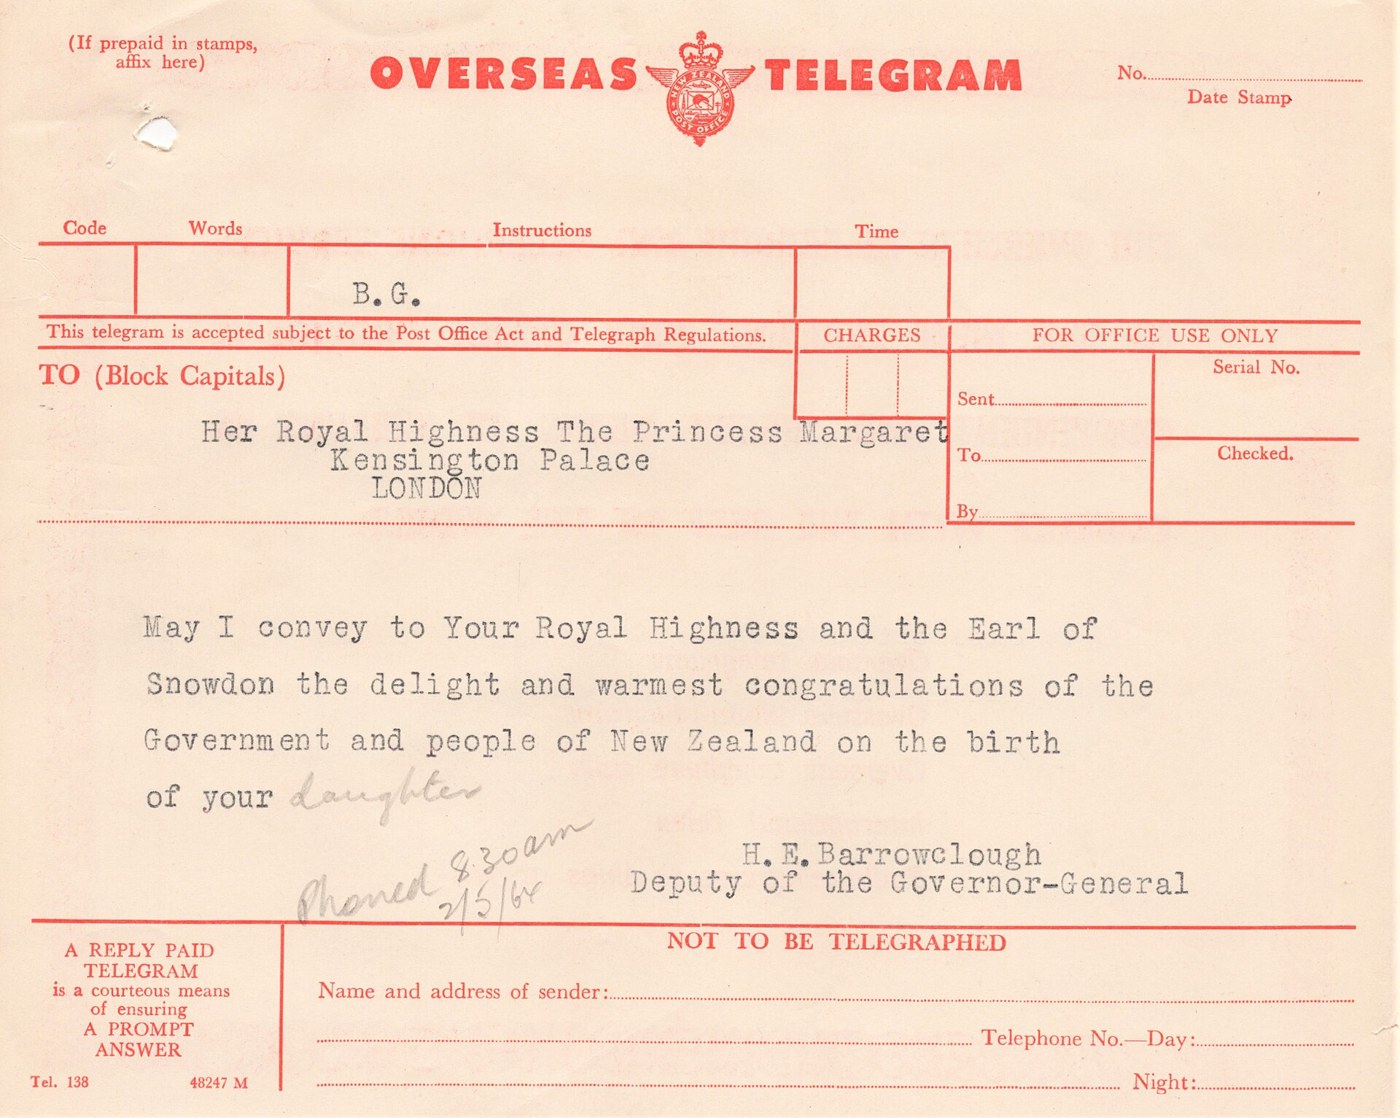 (If prepaid in stamps,
affix here)
OVERSEAS TELEGRAM
NEW ZEALAND
POST OFFICE
No.
Date Stamp
Code Words Instructions Time
B.G.
This telegram is accepted subject to the Post Office Act and Telegraph Regulations.
CHARGES
FOR OFFICE USE ONLY
TO (Block Capitals)
Serial No.
Sent
Her Royal Highness The Princess Margaret
Kensington Palace
LONDON
To
Checked.
By
May I convey to Your Royal Highness and the Earl of
Snowdon the delight and warmest congratulations of the
Government and people of New Zealand on the birth
of your daughter
Phoned 8.30am
2/5/64
H.E.Barrowclough
Deputy of the Governor-General
NOT TO BE TELEGRAPHED
A REPLY PAID
TELEGRAM
is a courteous means
of ensuring
A PROMPT
ANSWER
Name and address of sender:
Telephone No.—Day:
Night:
Tel. 138 48247 M